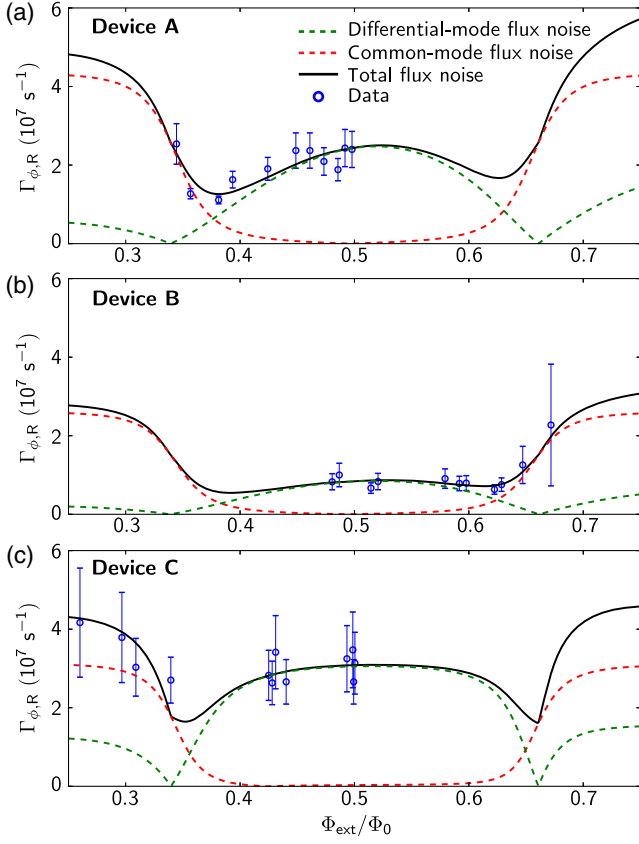 (a)
Device A
Differential-mode flux noise
Common-mode flux noise
Total flux noise
Data
Γϕ,R (10⁷ s⁻¹)
6
4
2
0
0.3 0.4 0.5 0.6 0.7
(b)
Device B
Γϕ,R (10⁷ s⁻¹)
6
4
2
0
0.3 0.4 0.5 0.6 0.7
(c)
Device C
Γϕ,R (10⁷ s⁻¹)
6
4
2
0
0.3 0.4 0.5 0.6 0.7
Φext/Φ0